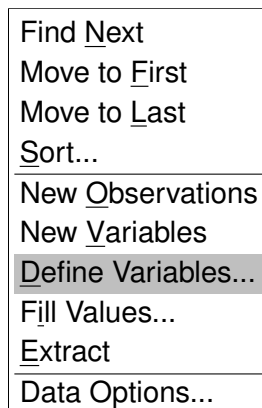 Find Next
Move to First
Move to Last
Sort...
New Observations
New Variables
Define Variables...
Fill Values...
Extract
Data Options...